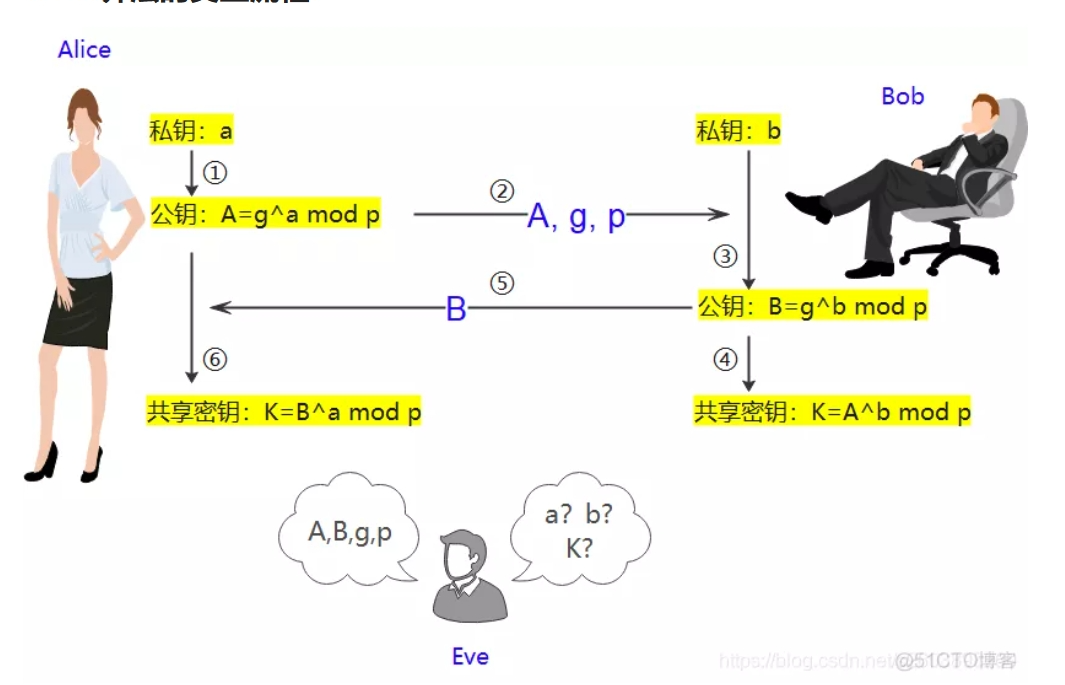 Alice
Bob
私钥：a
私钥：b
①
②
公钥：A=g^a mod p
A, g, p
③
⑤
B
公钥：B=g^b mod p
⑥
④
共享密钥：K=B^a mod p
共享密钥：K=A^b mod p
A,B,g,p
a？b？
K？
Eve
https://blog.csdn.net
@51CTO博客